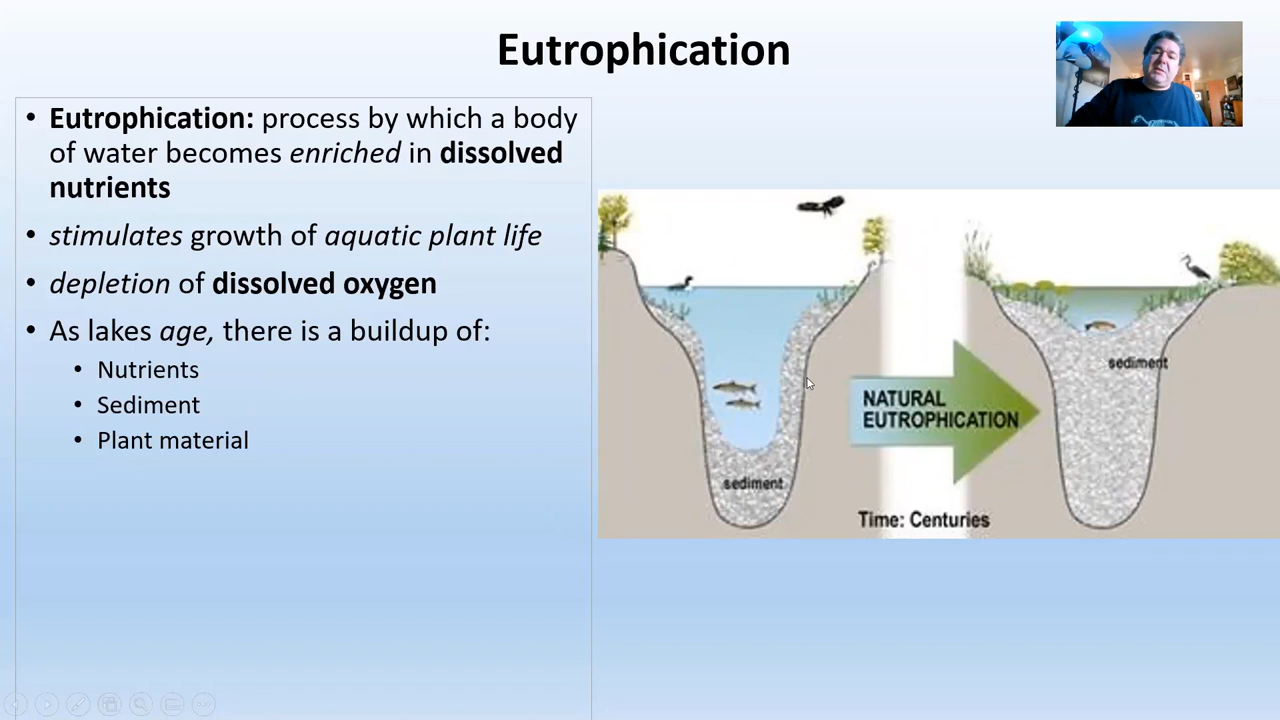 Eutrophication
• Eutrophication: process by which a body
of water becomes enriched in dissolved
nutrients
• stimulates growth of aquatic plant life
• depletion of dissolved oxygen
• As lakes age, there is a buildup of:
• Nutrients
• Sediment
• Plant material
sediment
NATURAL
EUTROPHICATION
Time: Centuries
sediment